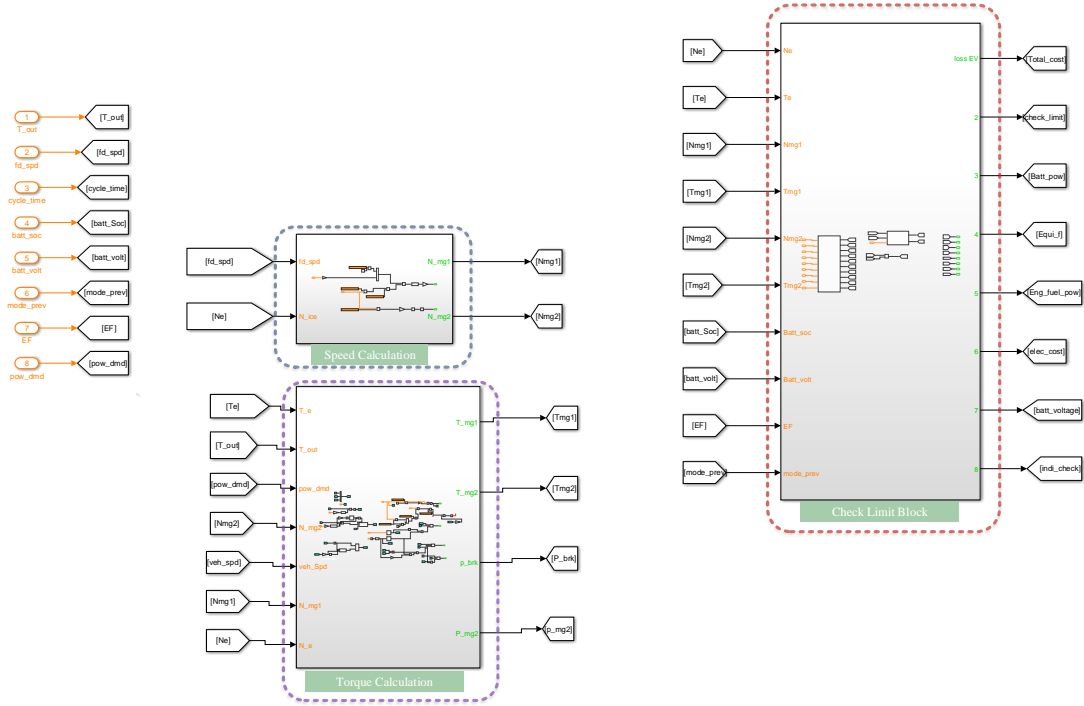 1
[T_out]
T_out
2
[fd_spd]
fd_spd
3
[cycle_time]
cycle_time
4
[batt_Soc]
batt_soc
5
[batt_volt]
batt_volt
6
[mode_prev]
mode_prev
7
[EF]
EF
8
[pow_dmd]
pow_dmd
[fd_spd]
fd_spd
N_mg1
[Nmg1]
[Ne]
N_ice
N_mg2
[Nmg2]
Speed Calculation
[Te]
T_e
T_mg1
[Tmg1]
[T_out]
T_out
[pow_dmd]
pow_dmd
T_mg2
[Tmg2]
[Nmg2]
N_mg2
[veh_spd]
veh_Spd
p_brk
[P_brk]
[Nmg1]
N_mg1
P_mg2
[p_mg2]
[Ne]
Torque Calculation
[Ne]
Ne
loss EV
[Total_cost]
[Te]
Te
2
[check_limit]
[Nmg1]
Nmg1
3
[Batt_pow]
[Tmg1]
Tmg1
4
[Equi_f]
[Nmg2]
Nmg2
[Tmg2]
Tmg2
5
[Eng_fuel_pow]
[batt_Soc]
Batt_soc
6
[elec_cost]
[batt_volt]
Batt_volt
7
[batt_voltage]
[EF]
EF
[mode_prev]
mode_prev
8
[indi_check]
Check Limit Block